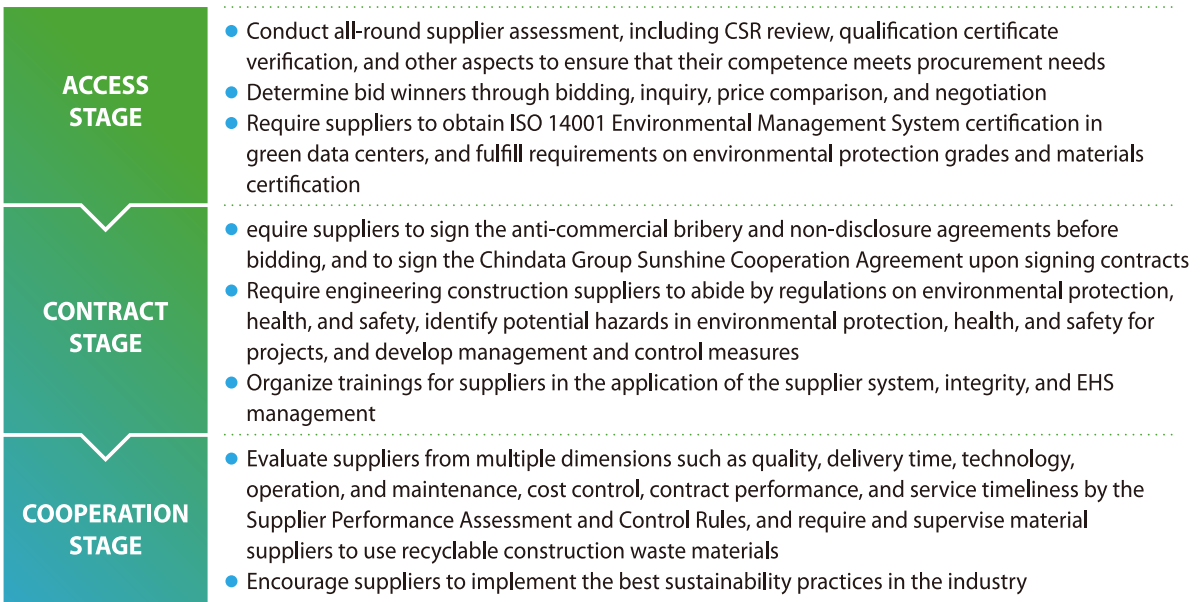 ACCESS
STAGE
● Conduct all-round supplier assessment, including CSR review, qualification certificate
verification, and other aspects to ensure that their competence meets procurement needs
● Determine bid winners through bidding, inquiry, price comparison, and negotiation
● Require suppliers to obtain ISO 14001 Environmental Management System certification in
green data centers, and fulfill requirements on environmental protection grades and materials
certification
CONTRACT
STAGE
● equire suppliers to sign the anti-commercial bribery and non-disclosure agreements before
bidding, and to sign the Chindata Group Sunshine Cooperation Agreement upon signing contracts
● Require engineering construction suppliers to abide by regulations on environmental protection,
health, and safety, identify potential hazards in environmental protection, health, and safety for
projects, and develop management and control measures
● Organize trainings for suppliers in the application of the supplier system, integrity, and EHS
management
COOPERATION
STAGE
● Evaluate suppliers from multiple dimensions such as quality, delivery time, technology,
operation, and maintenance, cost control, contract performance, and service timeliness by the
Supplier Performance Assessment and Control Rules, and require and supervise material
suppliers to use recyclable construction waste materials
● Encourage suppliers to implement the best sustainability practices in the industry